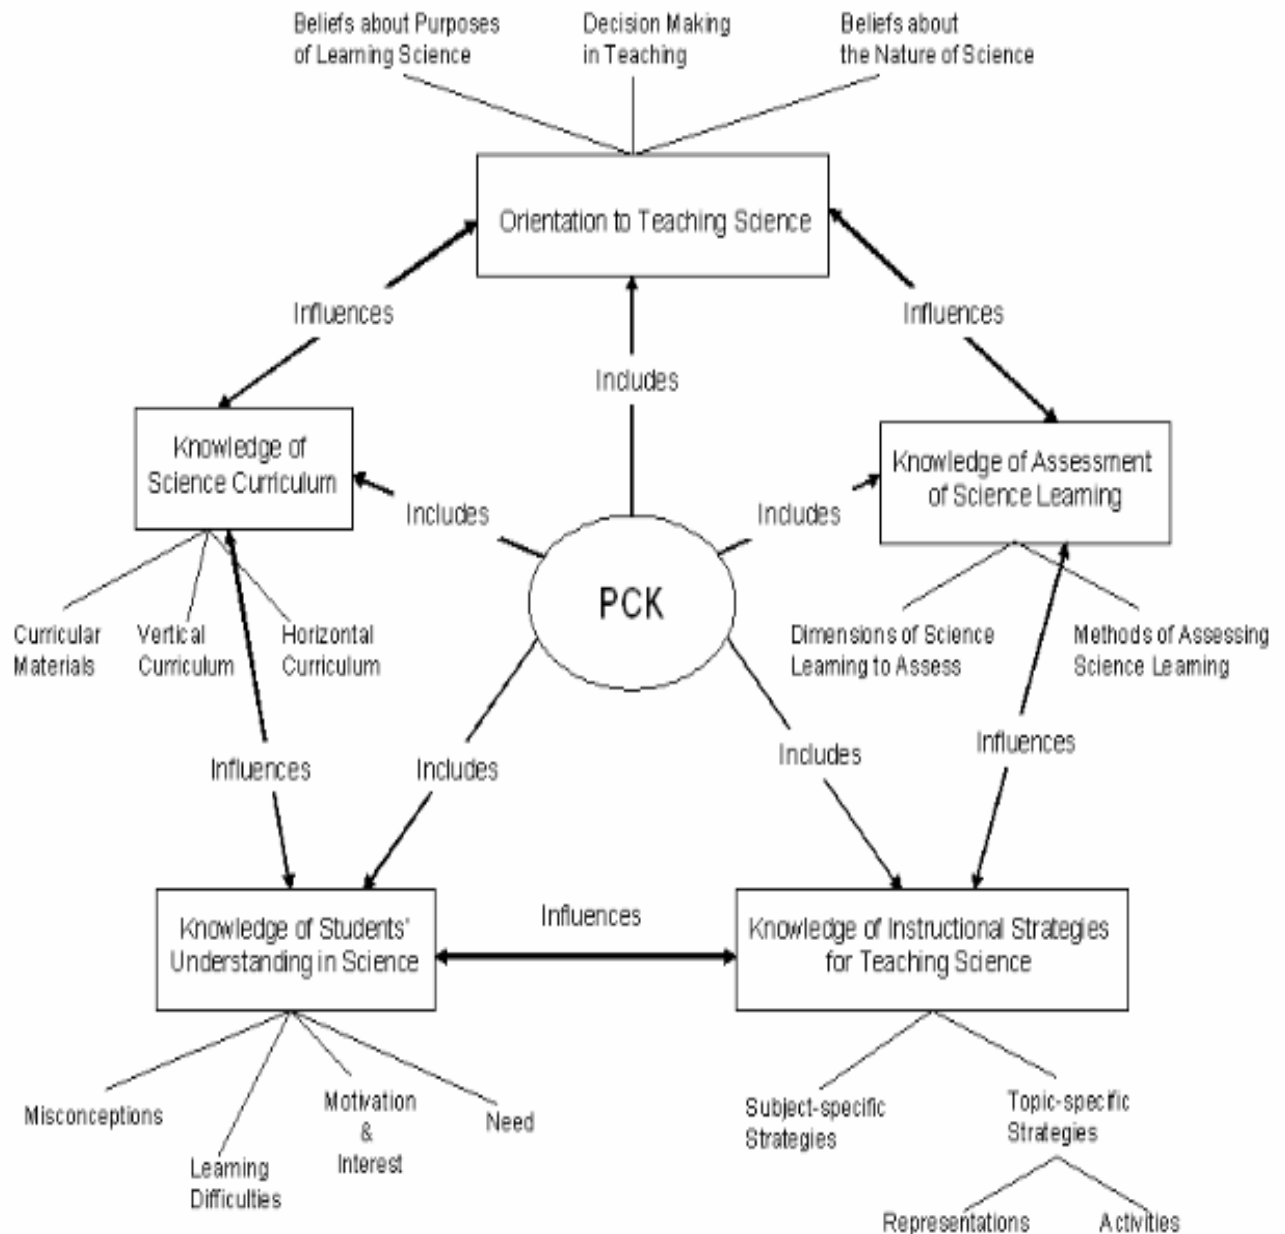 Beliefs about Purposes
of Learning Science
Decision Making
in Teaching
Beliefs about
the Nature of Science
Orientation to Teaching Science
Influences
Influences
Includes
Knowledge of
Science Curriculum
Knowledge of Assessment
of Science Learning
Includes
Includes
PCK
Curricular
Materials
Vertical
Curriculum
Horizontal
Curriculum
Dimensions of Science
Learning to Assess
Methods of Assessing
Science Learning
Influences
Includes
Includes
Influences
Knowledge of Students'
Understanding in Science
Influences
Knowledge of Instructional Strategies
for Teaching Science
Misconceptions
Learning
Difficulties
Motivation
&
Interest
Need
Subject-specific
Strategies
Topic-specific
Strategies
Representations
Activities